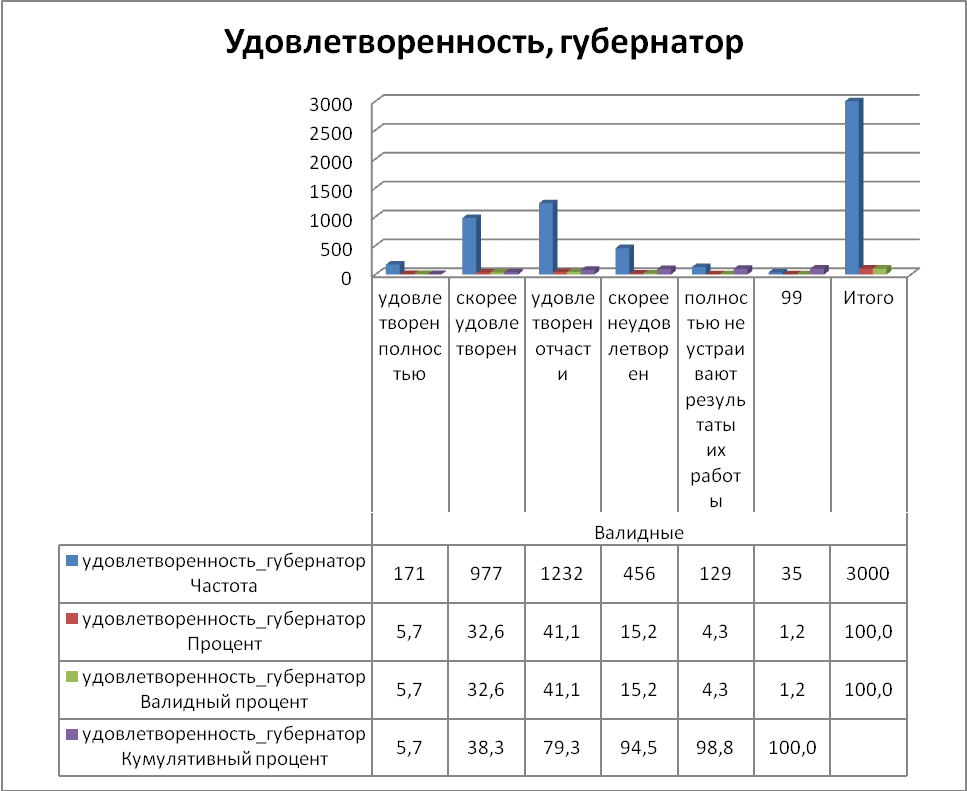 Удовлетворенность, губернатор
3000
2500
2000
1500
1000
500
0
удовле
творен
полнос
тью
скорее
удовле
творен
удовле
творен
отчаст
и
скорее
неудов
летвор
ен
полнос
тью не
устраи
вают
резуль
таты
их
работ
ы
99
Итого
Валидные
удовлетворенность_губернатор
Частота
171 977 1232 456 129 35 3000
удовлетворенность_губернатор
Процент
5,7 32,6 41,1 15,2 4,3 1,2 100,0
удовлетворенность_губернатор
Валидный процент
5,7 32,6 41,1 15,2 4,3 1,2 100,0
удовлетворенность_губернатор
Кумулятивный процент
5,7 38,3 79,3 94,5 98,8 100,0